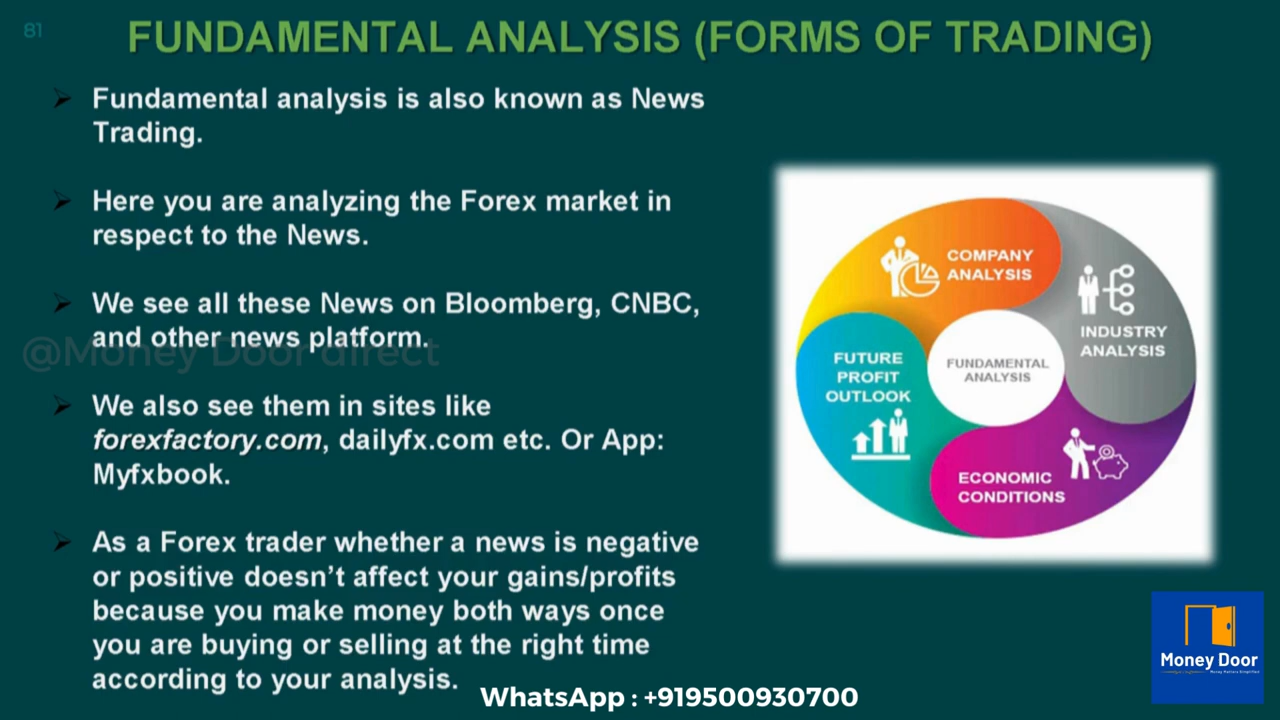 81
FUNDAMENTAL ANALYSIS (FORMS OF TRADING)
Fundamental analysis is also known as News
Trading.
Here you are analyzing the Forex market in
respect to the News.
We see all these News on Bloomberg, CNBC,
and other news platform.
@Money Door direct
We also see them in sites like
forexfactory.com, dailyfx.com etc. Or App:
Myfxbook.
As a Forex trader whether a news is negative
or positive doesn't affect your gains/profits
because you make money both ways once
you are buying or selling at the right time
according to your analysis.
COMPANY
ANALYSIS
INDUSTRY
ANALYSIS
FUTURE
PROFIT
OUTLOOK
FUNDAMENTAL
ANALYSIS
ECONOMIC
CONDITIONS
Money Door
WhatsApp : +919500930700